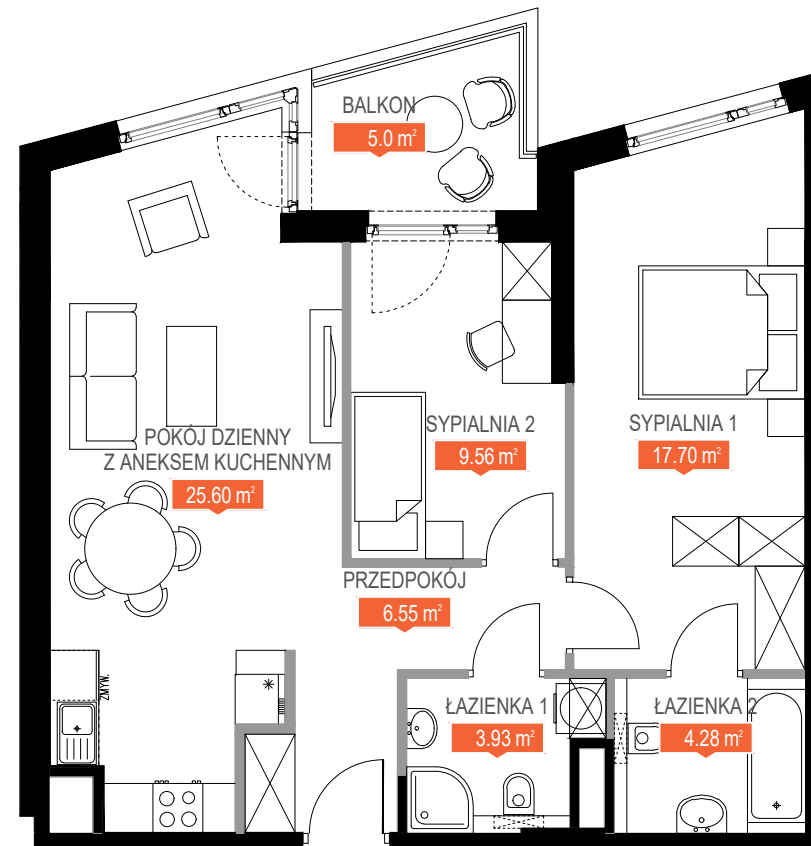 BALKON
5.0 m²
SYPIALNIA 2
9.56 m²
SYPIALNIA 1
17.70 m²
POKÓJ DZIENNY
Z ANEKSEM KUCHENNYM
25.60 m²
PRZEDPOKÓJ
6.55 m²
ZMYW.
ŁAZIENKA 1
3.93 m²
ŁAZIENKA 2
4.28 m²